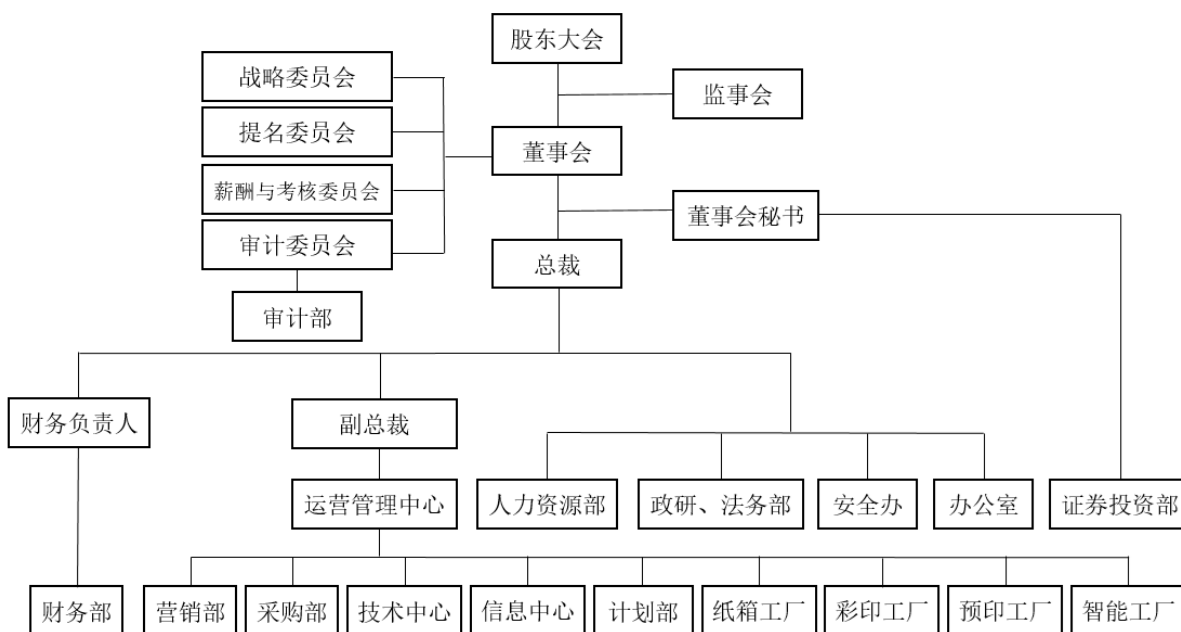 股东大会
战略委员会
监事会
提名委员会
董事会
薪酬与考核委员会
董事会秘书
审计委员会
总裁
审计部
财务负责人
副总裁
运营管理中心
人力资源部
政研、法务部
安全办
办公室
证券投资部
财务部
营销部
采购部
技术中心
信息中心
计划部
纸箱工厂
彩印工厂
预印工厂
智能工厂